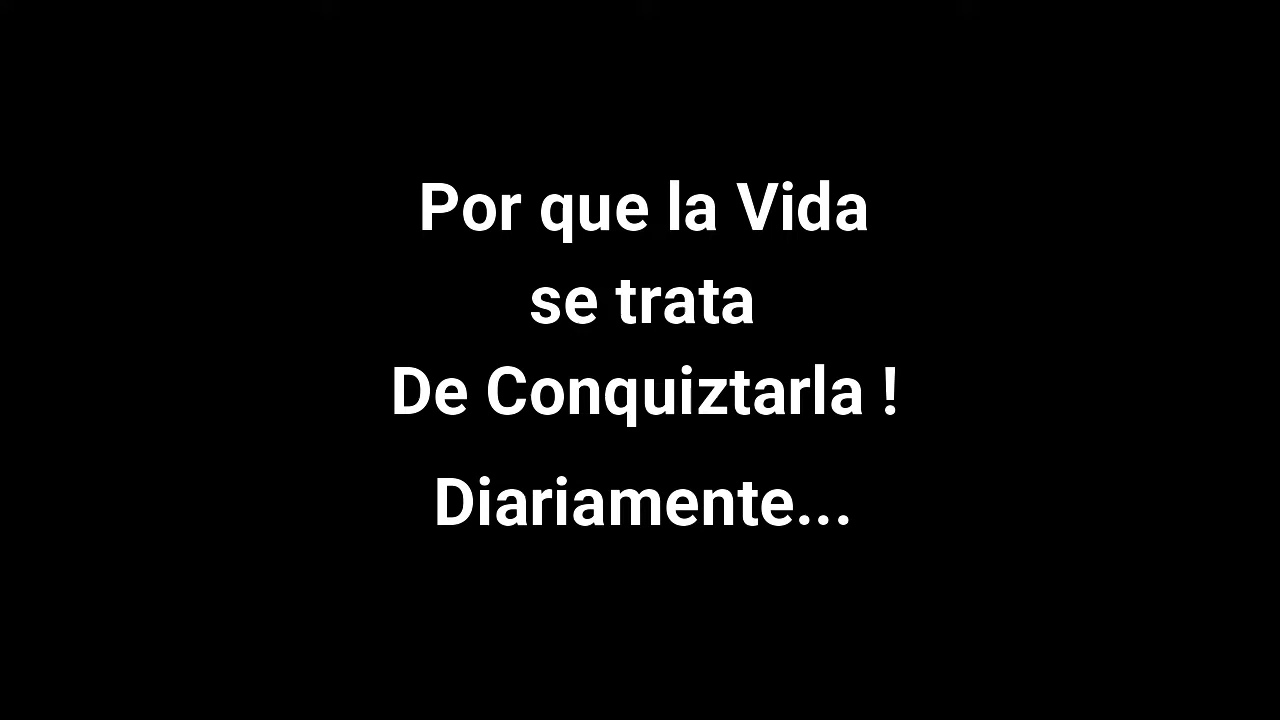 Por que la Vida
se trata
De Conquiztarla !
Diariamente...